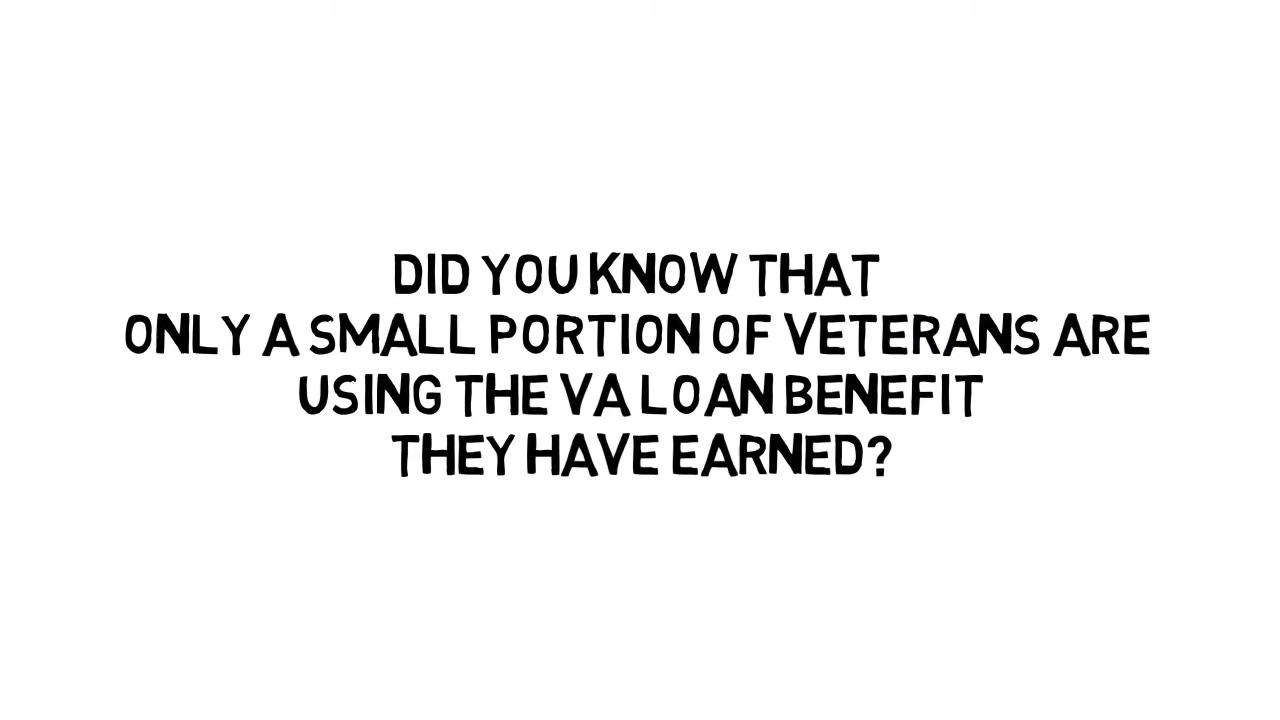 DID YOU KNOW THAT
ONLY A SMALL PORTION OF VETERANS ARE
USING THE VA LOAN BENEFIT
THEY HAVE EARNED?